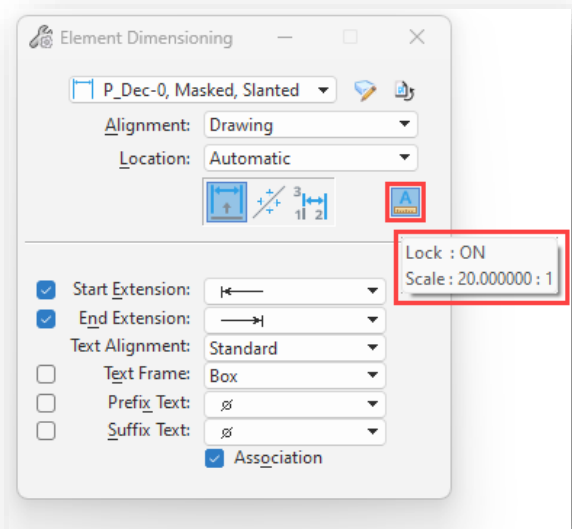 Element Dimensioning
P_Dec-0, Masked, Slanted
Alignment: Drawing
Location: Automatic
3
1 2
A
Lock : ON
Scale : 20.000000 : 1
Start Extension:
End Extension:
Text Alignment: Standard
Text Frame: Box
Prefix Text: ø
Suffix Text: ø
Association